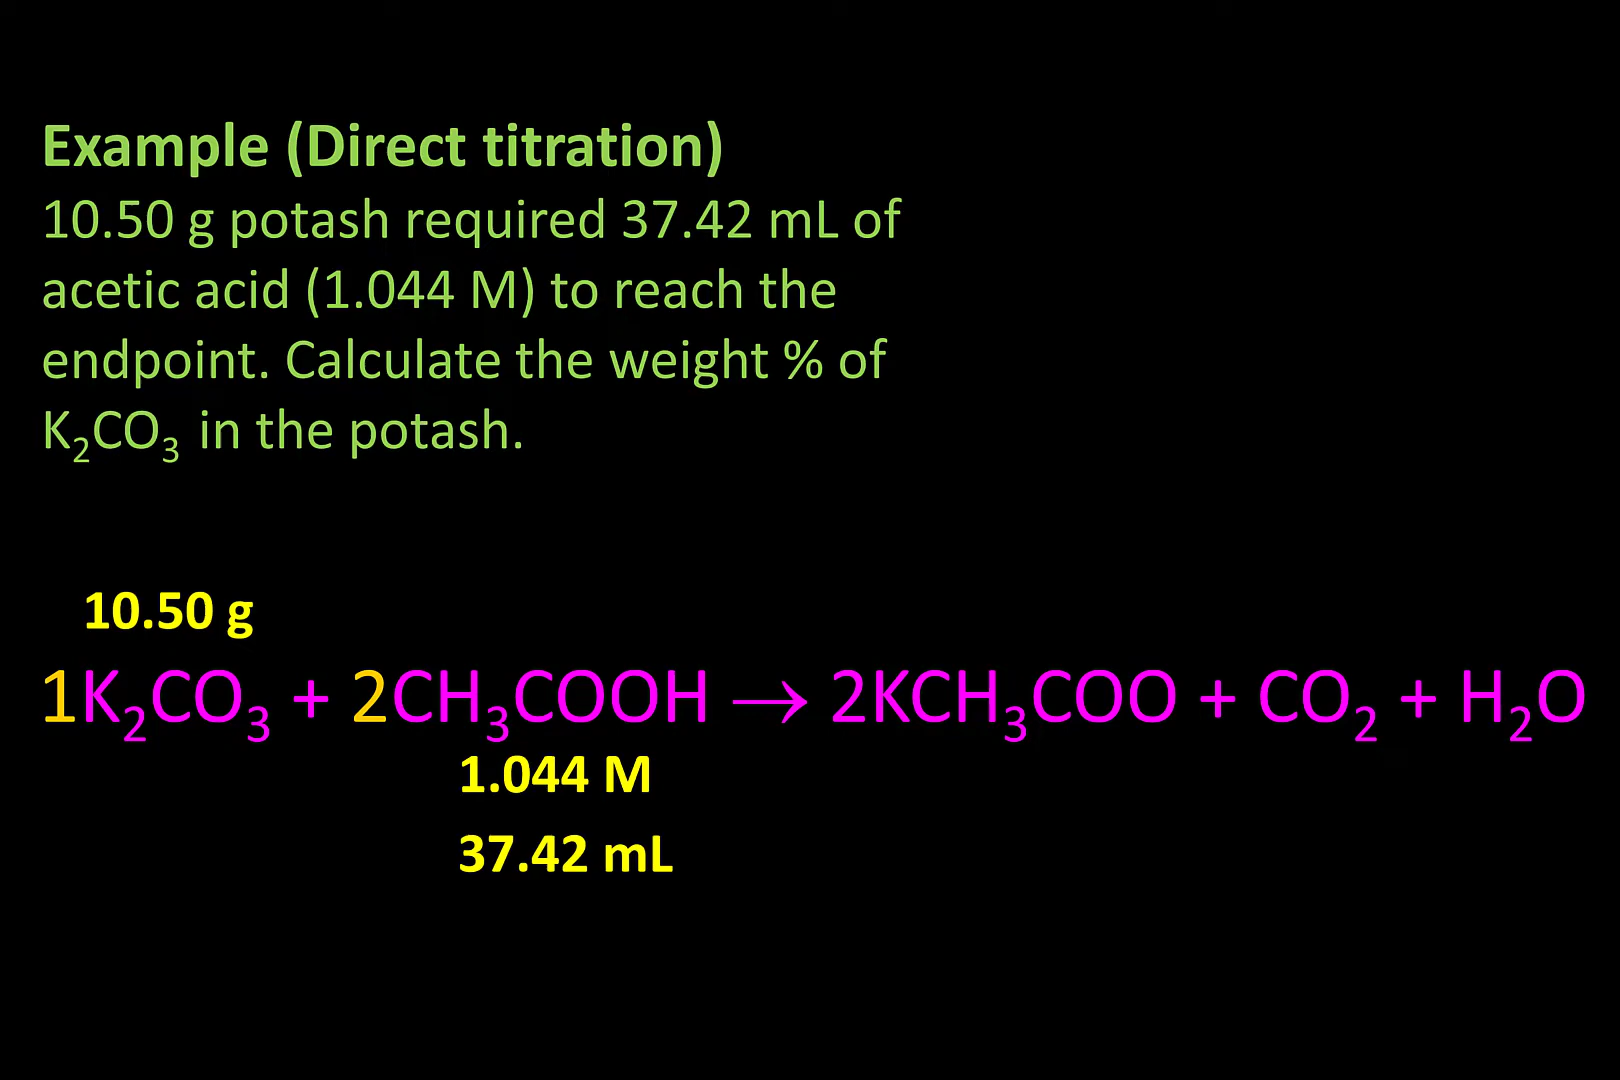 Example (Direct titration)
10.50 g potash required 37.42 mL of
acetic acid (1.044 M) to reach the
endpoint. Calculate the weight % of
K₂CO₃ in the potash.
10.50 g
1K₂CO₃ + 2CH₃COOH → 2KCH₃COO + CO₂ + H₂O
1.044 M
37.42 mL